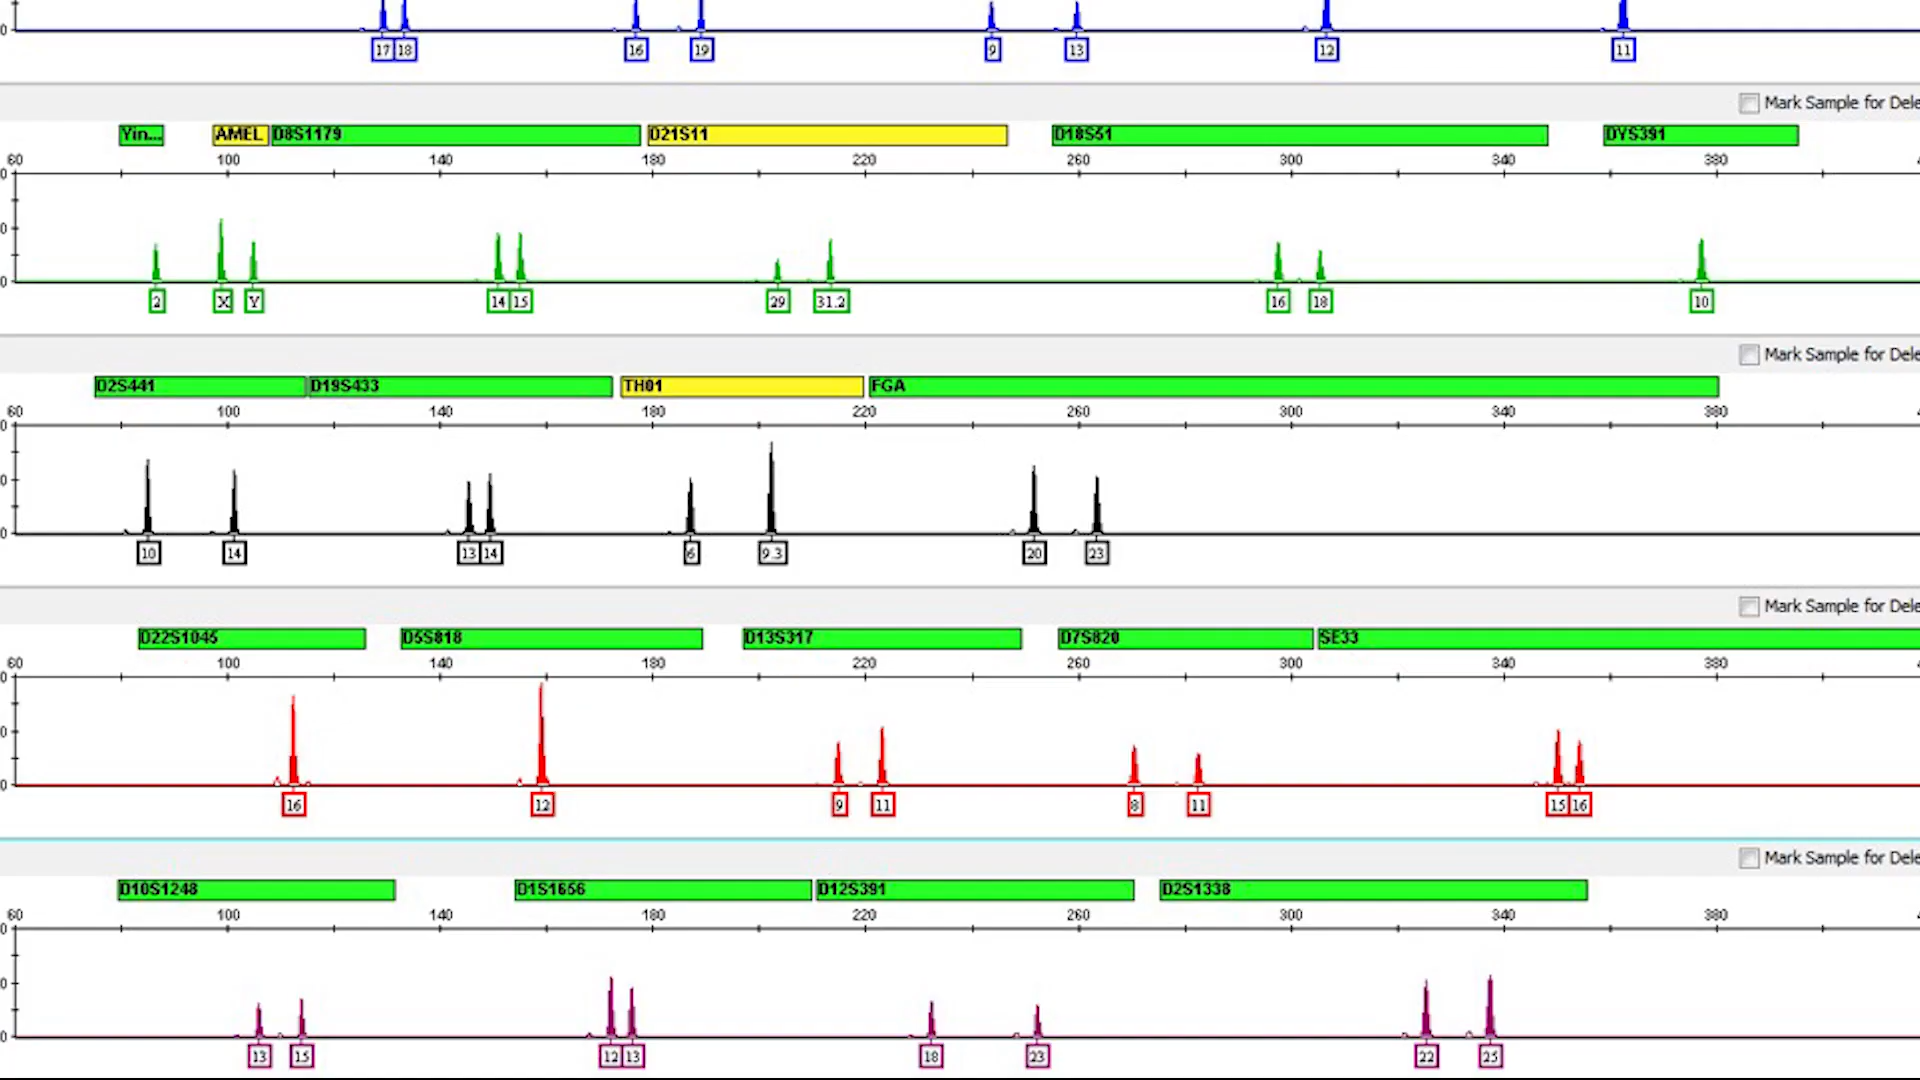 17 18 16 19 9 13 12 11
Mark Sample for Dele
Yin... AMEL D8S1179 D21S11 D18S51 DYS391
60 100 140 180 220 260 300 340 380
2 X Y 14 15 29 31.2 16 18 10
Mark Sample for Dele
D2S441 D19S433 TH01 FGA
60 100 140 180 220 260 300 340 380
10 14 13 14 6 9.3 20 23
Mark Sample for Dele
D22S1045 D5S818 D13S317 D7S820 SE33
60 100 140 180 220 260 300 340 380
16 12 9 11 8 11 15 16
Mark Sample for Dele
D10S1248 D1S1656 D12S391 D2S1338
60 100 140 180 220 260 300 340 380
13 15 12 13 18 23 22 25